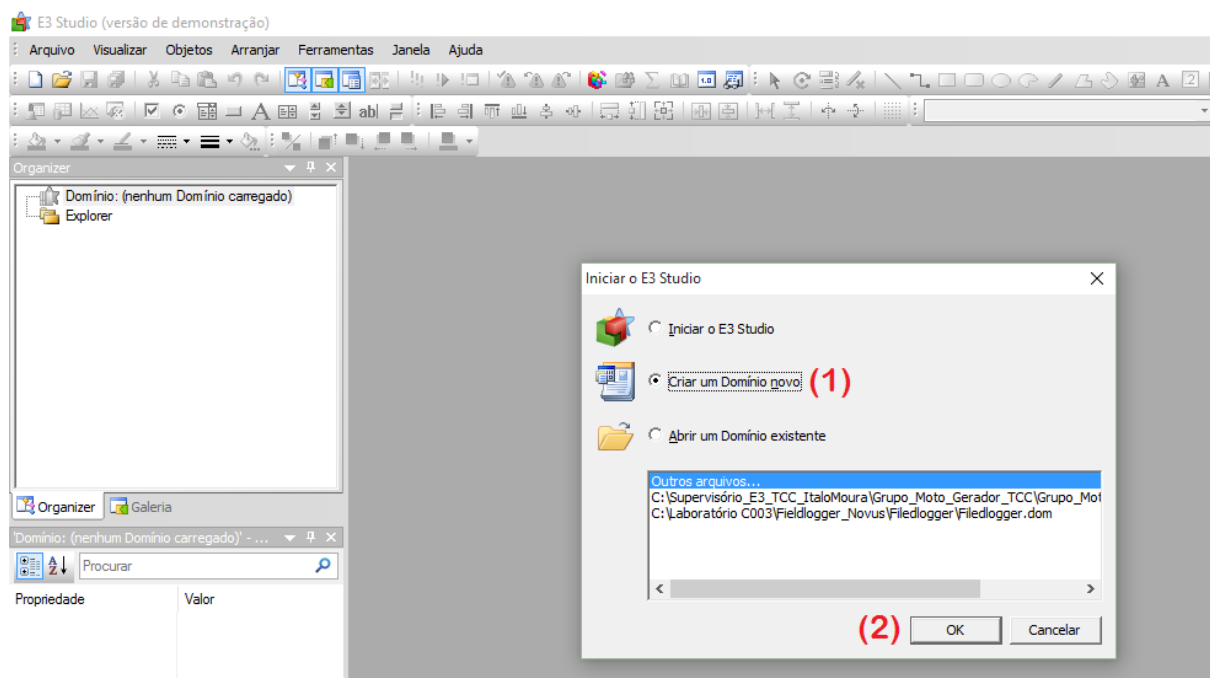 E3 Studio (versão de demonstração)
Arquivo Visualizar Objetos Arranjar Ferramentas Janela Ajuda
Organizer
Domínio: (nenhum Domínio carregado)
Explorer
Organizer Galeria
'Domínio: (nenhum Domínio carregado)' - ...
Procurar
Propriedade Valor
Iniciar o E3 Studio
Iniciar o E3 Studio
Criar um Domínio novo (1)
Abrir um Domínio existente
Outros arquivos...
C:\Supervisório_E3_TCC_ItaloMoura\Grupo_Moto_Gerador_TCC\Grupo_Mot
C:\Laboratório C003\Fieldlogger_Novus\Filedlogger\Filedlogger.dom
(2) OK Cancelar